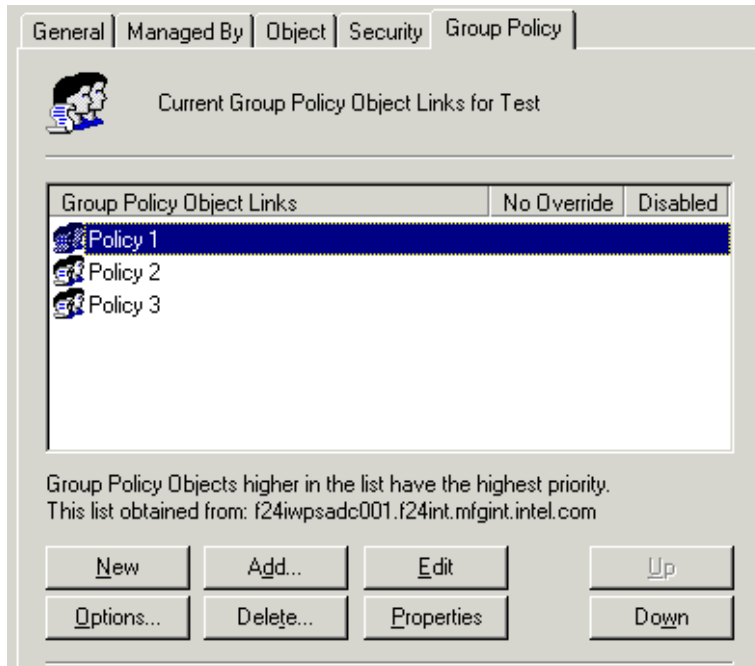 General Managed By Object Security Group Policy
Current Group Policy Object Links for Test
Group Policy Object Links No Override Disabled
Policy 1
Policy 2
Policy 3
Group Policy Objects higher in the list have the highest priority.
This list obtained from: f24iwpsadc001.f24int.mfgint.intel.com
New Add... Edit Up
Options... Delete... Properties Down